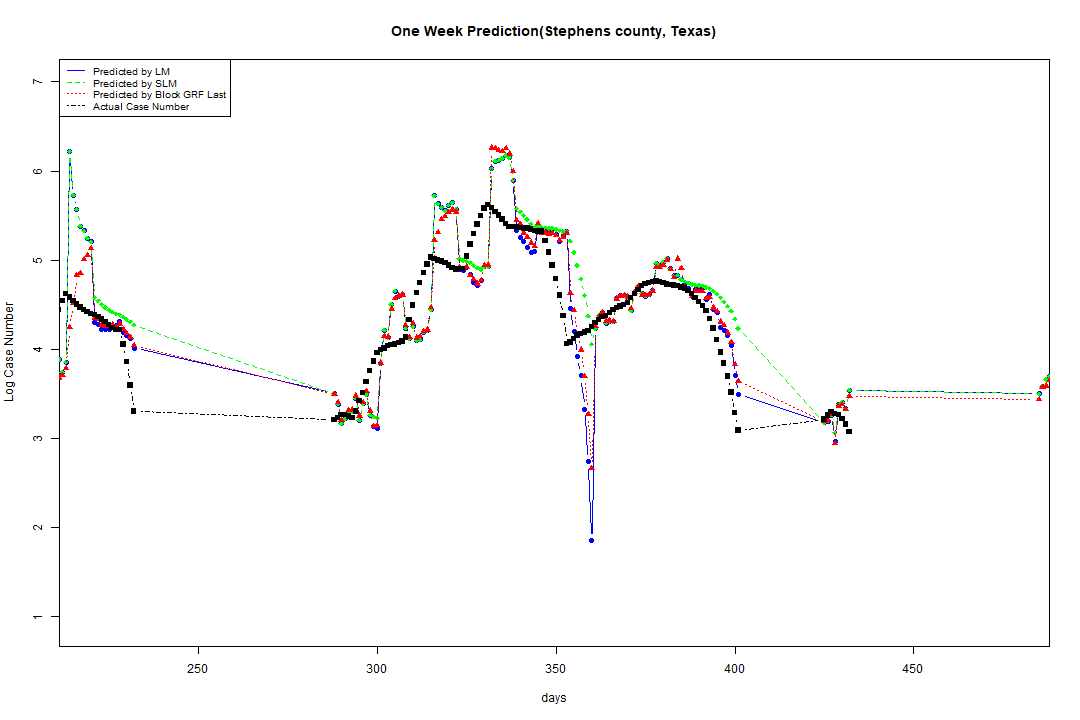 One Week Prediction(Stephens county, Texas)
Predicted by LM
Predicted by SLM
Predicted by Block GRF Last
Actual Case Number
7
6
5
4
3
2
1
Log Case Number
250
300
350
400
450
days